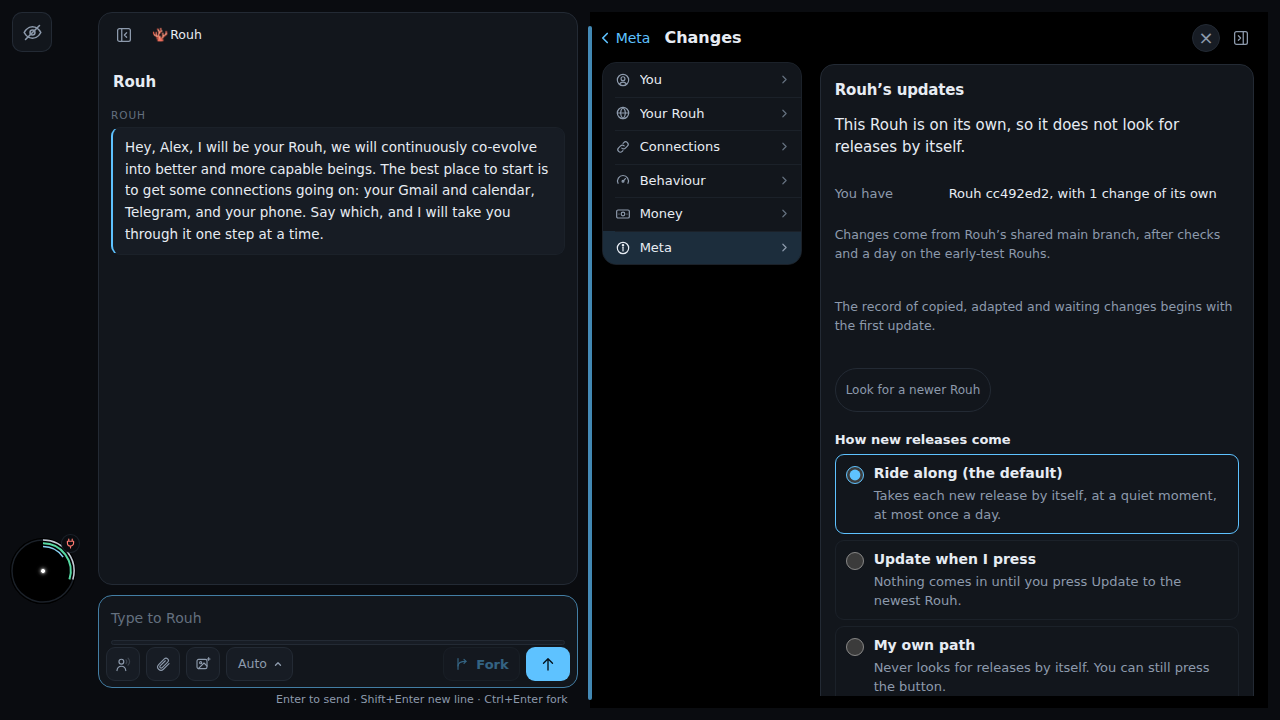 Rouh
Rouh
ROUH
Hey, Alex, I will be your Rouh, we will continuously co-evolve
into better and more capable beings. The best place to start is
to get some connections going on: your Gmail and calendar,
Telegram, and your phone. Say which, and I will take you
through it one step at a time.
Type to Rouh
Auto
Fork
Enter to send · Shift+Enter new line · Ctrl+Enter fork
Meta
Changes
You
Your Rouh
Connections
Behaviour
Money
Meta
Rouh’s updates
This Rouh is on its own, so it does not look for
releases by itself.
You have
Rouh cc492ed2, with 1 change of its own
Changes come from Rouh’s shared main branch, after checks
and a day on the early-test Rouhs.
The record of copied, adapted and waiting changes begins with
the first update.
Look for a newer Rouh
How new releases come
Ride along (the default)
Takes each new release by itself, at a quiet moment,
at most once a day.
Update when I press
Nothing comes in until you press Update to the
newest Rouh.
My own path
Never looks for releases by itself. You can still press
the button.